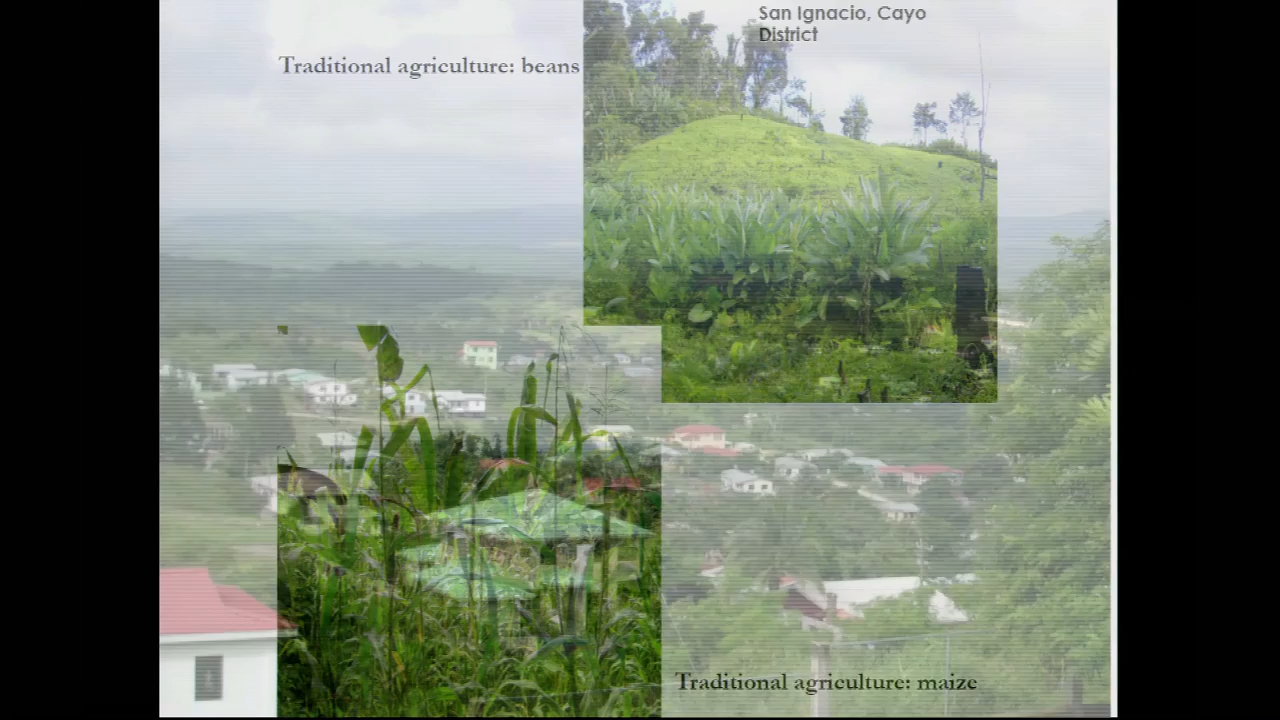 San Ignacio, Cayo
District
Traditional agriculture: beans
Traditional agriculture: maize